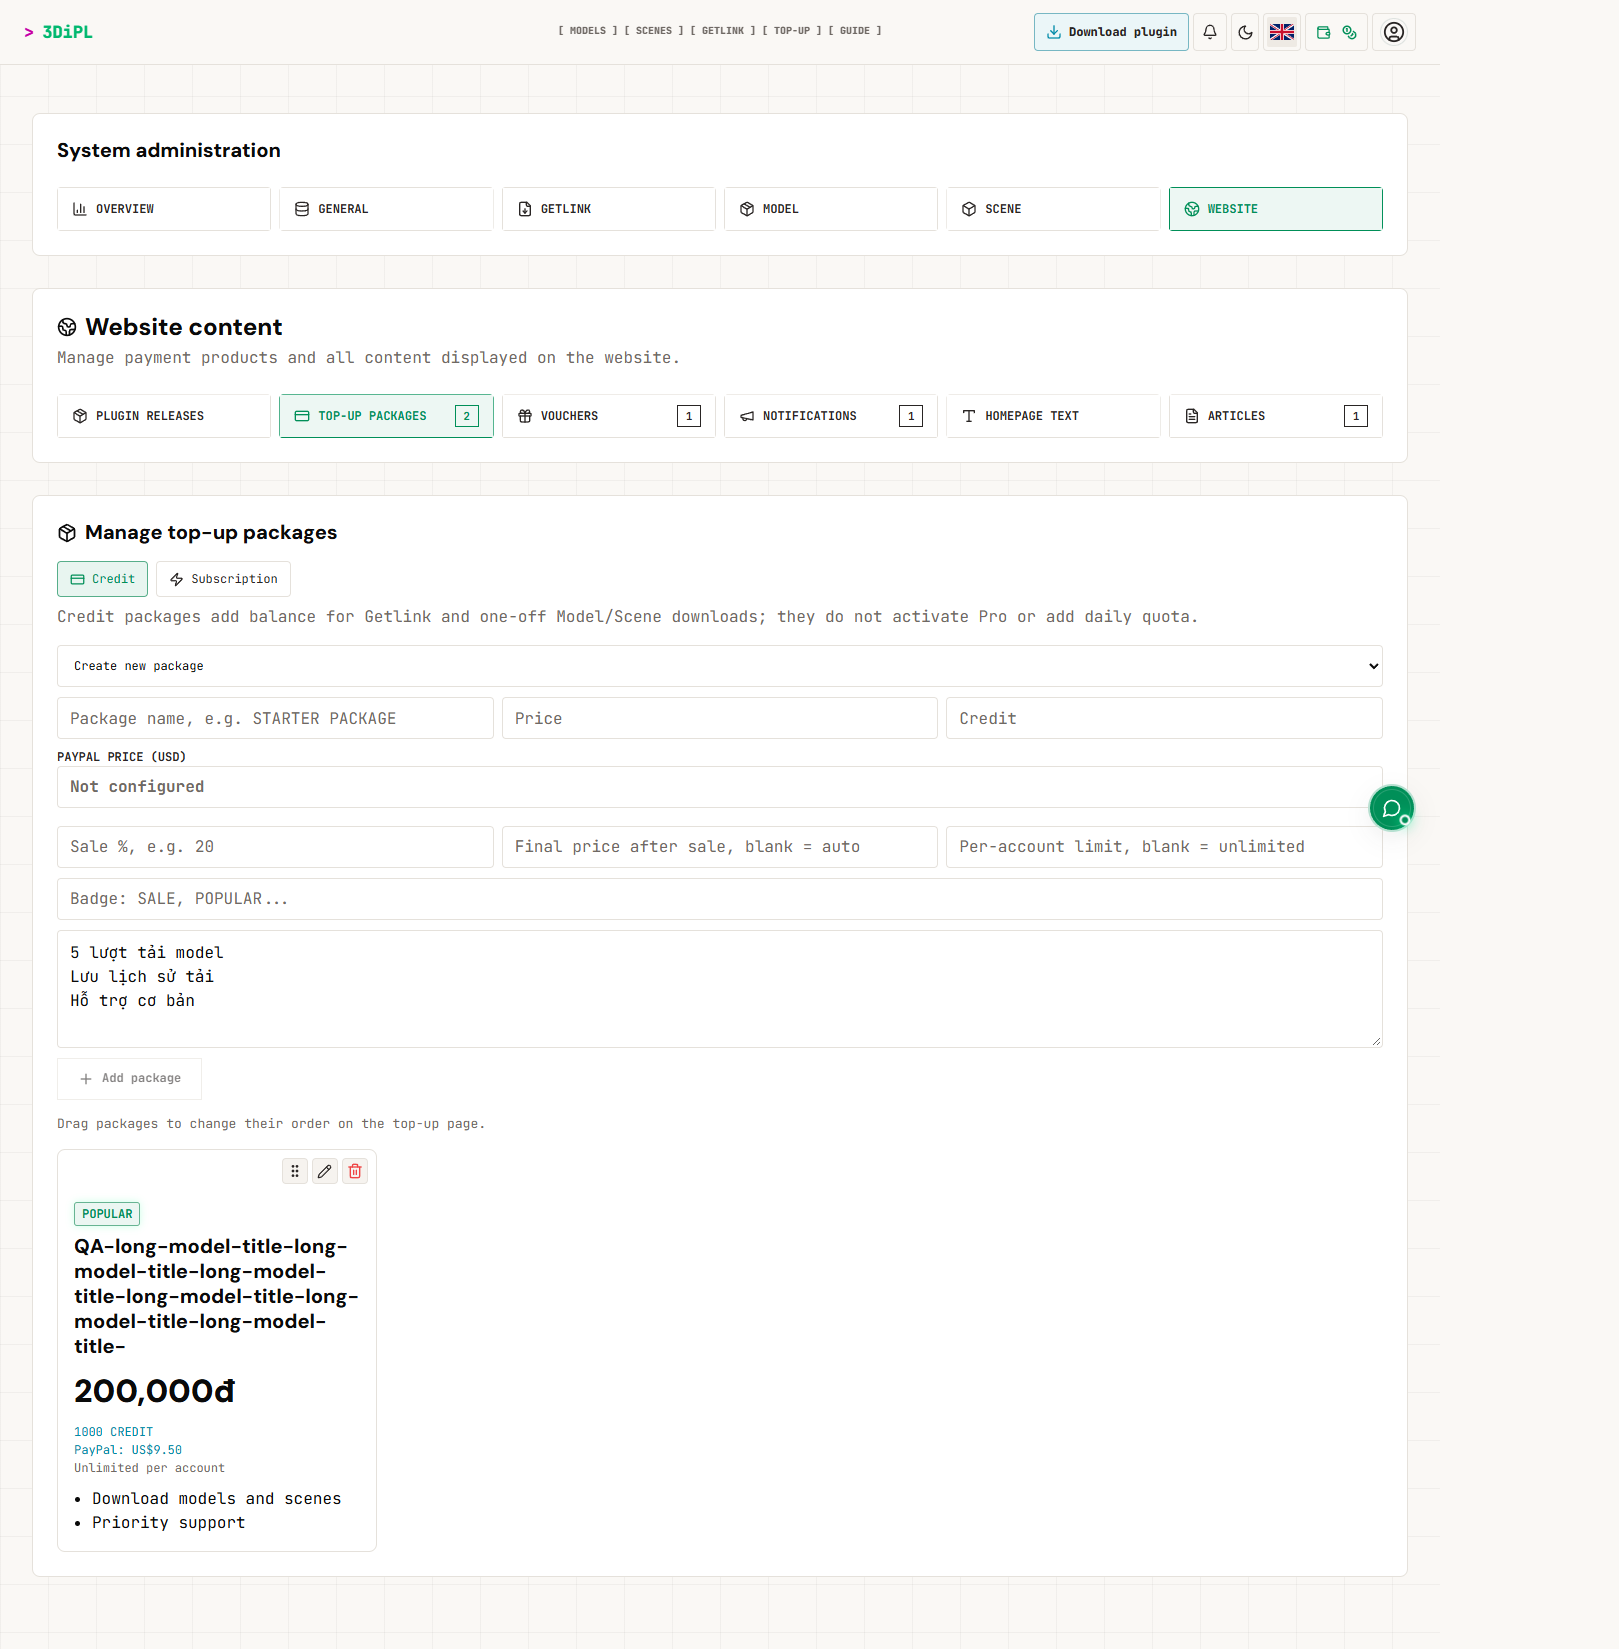 > 3DiPL
[ MODELS ] [ SCENES ] [ GETLINK ] [ TOP-UP ] [ GUIDE ]
Download plugin
System administration
OVERVIEW
GENERAL
GETLINK
MODEL
SCENE
WEBSITE
Website content
Manage payment products and all content displayed on the website.
PLUGIN RELEASES
TOP-UP PACKAGES 2
VOUCHERS 1
NOTIFICATIONS 1
HOMEPAGE TEXT
ARTICLES 1
Manage top-up packages
Credit
Subscription
Credit packages add balance for Getlink and one-off Model/Scene downloads; they do not activate Pro or add daily quota.
Create new package
Package name, e.g. STARTER PACKAGE
Price
Credit
PAYPAL PRICE (USD)
Not configured
Sale %, e.g. 20
Final price after sale, blank = auto
Per-account limit, blank = unlimited
Badge: SALE, POPULAR...
5 lượt tải model
Lưu lịch sử tải
Hỗ trợ cơ bản
+ Add package
Drag packages to change their order on the top-up page.
POPULAR
QA-long-model-title-long-
model-title-long-model-
title-long-model-title-long-
model-title-long-model-
title-
200,000đ
1000 CREDIT
PayPal: US$9.50
Unlimited per account
• Download models and scenes
• Priority support